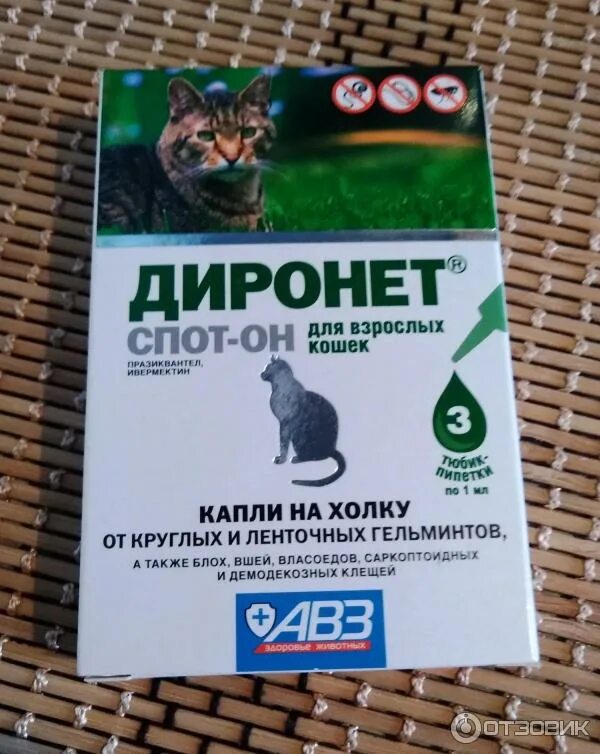 ДИРОНЕТ®
СПОТ-ОН
для взрослых
кошек
ПРАЗИКВАНТЕЛ,
ИВЕРМЕКТИН
3
тюбик-
пипетки
по 1 мл
КАПЛИ НА ХОЛКУ
ОТ КРУГЛЫХ И ЛЕНТОЧНЫХ ГЕЛЬМИНТОВ,
А ТАКЖЕ БЛОХ, ВШЕЙ, ВЛАСОЕДОВ, САРКОПТОИДНЫХ
И ДЕМОДЕКОЗНЫХ КЛЕЩЕЙ
АВЗ
здоровье животных
ОТЗОВИК